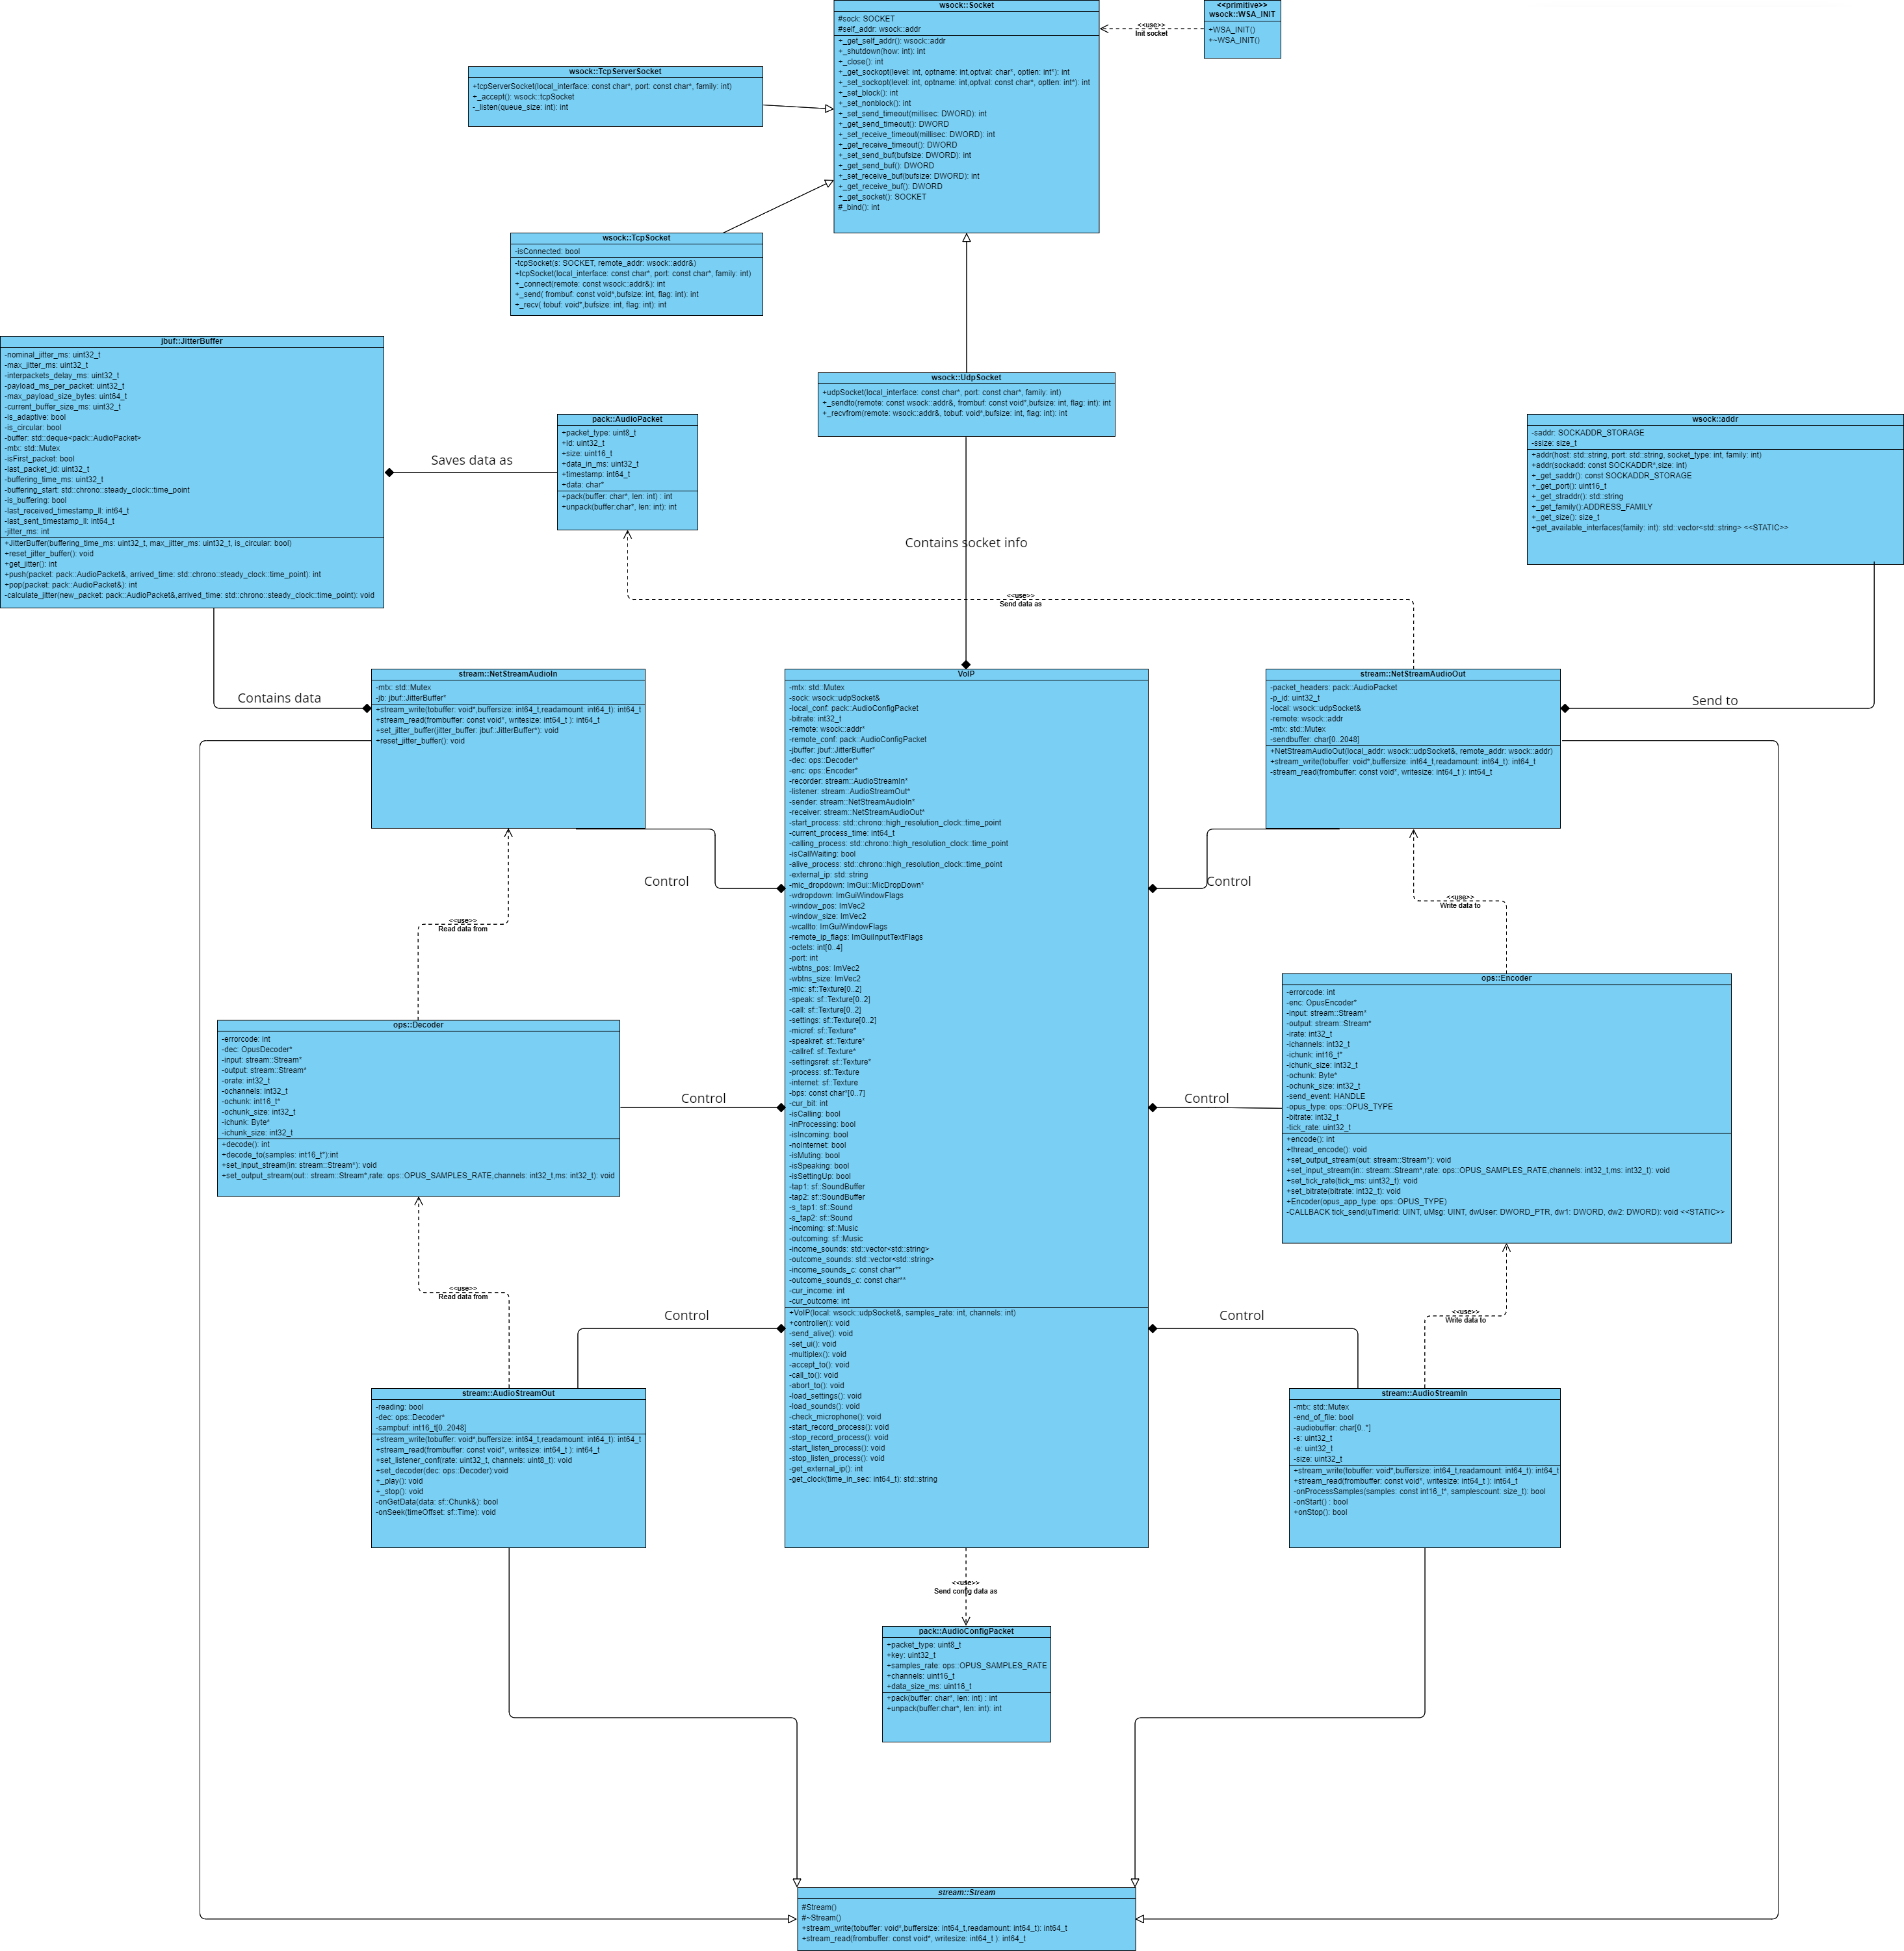 wsock::Socket
#sock: SOCKET
#self_addr: wsock::addr
+_get_self_addr(): wsock::addr
+_shutdown(how: int): int
+_close(): int
+_get_sockopt(level: int, optname: int,optval: char*, optlen: int*): int
+_set_sockopt(level: int, optname: int,optval: const char*, optlen: int*): int
+_set_block(): int
+_set_nonblock(): int
+_set_send_timeout(millisec: DWORD): int
+_get_send_timeout(): DWORD
+_set_receive_timeout(millisec: DWORD): int
+_get_receive_timeout(): DWORD
+_set_send_buf(bufsize: DWORD): int
+_get_send_buf(): DWORD
+_set_receive_buf(bufsize: DWORD): int
+_get_receive_buf(): DWORD
+_get_socket(): SOCKET
#_bind(): int
<<use>>
Init socket
<<primitive>>
wsock::WSA_INIT
+WSA_INIT()
+~WSA_INIT()
wsock::TcpServerSocket
+tcpServerSocket(local_interface: const char*, port: const char*, family: int)
+_accept(): wsock::tcpSocket
-_listen(queue_size: int): int
wsock::TcpSocket
-isConnected: bool
-tcpSocket(s: SOCKET, remote_addr: wsock::addr&)
+tcpSocket(local_interface: const char*, port: const char*, family: int)
+_connect(remote: const wsock::addr&): int
+_send( frombuf: const void*,bufsize: int, flag: int): int
+_recv( tobuf: void*,bufsize: int, flag: int): int
jbuf::JitterBuffer
-nominal_jitter_ms: uint32_t
-max_jitter_ms: uint32_t
-interpackets_delay_ms: uint32_t
-payload_ms_per_packet: uint32_t
-max_payload_size_bytes: uint64_t
-current_buffer_size_ms: uint32_t
-is_adaptive: bool
-is_circular: bool
-buffer: std::deque<pack::AudioPacket>
-mtx: std::Mutex
-isFirst_packet: bool
-last_packet_id: uint32_t
-buffering_time_ms: uint32_t
-buffering_start: std::chrono::steady_clock::time_point
-is_buffering: bool
-last_received_timestamp_ll: int64_t
-last_sent_timestamp_ll: int64_t
-jitter_ms: int
+JitterBuffer(buffering_time_ms: uint32_t, max_jitter_ms: uint32_t, is_circular: bool)
+reset_jitter_buffer(): void
+get_jitter(): int
+push(packet: pack::AudioPacket&, arrived_time: std::chrono::steady_clock::time_point): int
+pop(packet: pack::AudioPacket&): int
-calculate_jitter(new_packet: pack::AudioPacket&,arrived_time: std::chrono::steady_clock::time_point): void
Saves data as
pack::AudioPacket
+packet_type: uint8_t
+id: uint32_t
+size: uint16_t
+data_in_ms: uint32_t
+timestamp: int64_t
+data: char*
+pack(buffer: char*, len: int) : int
+unpack(buffer:char*, len: int): int
wsock::UdpSocket
+udpSocket(local_interface: const char*, port: const char*, family: int)
+_sendto(remote: const wsock::addr&, frombuf: const void*,bufsize: int, flag: int): int
+_recvfrom(remote: wsock::addr&, tobuf: void*,bufsize: int, flag: int): int
wsock::addr
-saddr: SOCKADDR_STORAGE
-ssize: size_t
+addr(host: std::string, port: std::string, socket_type: int, family: int)
+addr(sockadd: const SOCKADDR*,size: int)
+_get_saddr(): const SOCKADDR_STORAGE
+_get_port(): uint16_t
+_get_straddr(): std::string
+_get_family():ADDRESS_FAMILY
+_get_size(): size_t
+get_available_interfaces(family: int): std::vector<std::string> <<STATIC>>
Contains socket info
<<use>>
Send data as
Contains data
stream::NetStreamAudioIn
-mtx: std::Mutex
-jb: jbuf::JitterBuffer*
+stream_write(tobuffer: void*,buffersize: int64_t,readamount: int64_t): int64_t
+stream_read(frombuffer: const void*, writesize: int64_t ): int64_t
+set_jitter_buffer(jitter_buffer: jbuf::JitterBuffer*): void
+reset_jitter_buffer(): void
VoIP
-mtx: std::Mutex
-sock: wsock::udpSocket&
-local_conf: pack::AudioConfigPacket
-bitrate: int32_t
-remote: wsock::addr*
-remote_conf: pack::AudioConfigPacket
-jbuffer: jbuf::JitterBuffer*
-dec: ops::Decoder*
-enc: ops::Encoder*
-recorder: stream::AudioStreamIn*
-listener: stream::AudioStreamOut*
-sender: stream::NetStreamAudioIn*
-receiver: stream::NetStreamAudioOut*
-start_process: std::chrono::high_resolution_clock::time_point
-current_process_time: int64_t
-calling_process: std::chrono::high_resolution_clock::time_point
-isCallWaiting: bool
-alive_process: std::chrono::high_resolution_clock::time_point
-external_ip: std::string
-mic_dropdown: ImGui::MicDropDown*
-wdropdown: ImGuiWindowFlags
-window_pos: ImVec2
-window_size: ImVec2
-wcallto: ImGuiWindowFlags
-remote_ip_flags: ImGuiInputTextFlags
-octets: int[0..4]
-port: int
-wbtns_pos: ImVec2
-wbtns_size: ImVec2
-mic: sf::Texture[0..2]
-speak: sf::Texture[0..2]
-call: sf::Texture[0..2]
-settings: sf::Texture[0..2]
-micref: sf::Texture*
-speakref: sf::Texture*
-callref: sf::Texture*
-settingsref: sf::Texture*
-process: sf::Texture
-internet: sf::Texture
-bps: const char*[0..7]
-cur_bit: int
-isCalling: bool
-inProcessing: bool
-isIncoming: bool
-noInternet: bool
-isMuting: bool
-isSpeaking: bool
-isSettingUp: bool
-tap1: sf::SoundBuffer
-tap2: sf::SoundBuffer
-s_tap1: sf::Sound
-s_tap2: sf::Sound
-incoming: sf::Music
-outcoming: sf::Music
-income_sounds: std::vector<std::string>
-outcome_sounds: std::vector<std::string>
-income_sounds_c: const char**
-outcome_sounds_c: const char**
-cur_income: int
-cur_outcome: int
+VoIP(local: wsock::udpSocket&, samples_rate: int, channels: int)
+controller(): void
-send_alive(): void
-set_ui(): void
-multiplex(): void
-accept_to(): void
-call_to(): void
-abort_to(): void
-load_settings(): void
-load_sounds(): void
-check_microphone(): void
-start_record_process(): void
-stop_record_process(): void
-start_listen_process(): void
-stop_listen_process(): void
-get_external_ip(): int
-get_clock(time_in_sec: int64_t): std::string
stream::NetStreamAudioOut
-packet_headers: pack::AudioPacket
-p_id: uint32_t
-local: wsock::udpSocket&
-remote: wsock::addr
-mtx: std::Mutex
-sendbuffer: char[0..2048]
+NetStreamAudioOut(local_addr: wsock::udpSocket&, remote_addr: wsock::addr)
+stream_write(tobuffer: void*,buffersize: int64_t,readamount: int64_t): int64_t
-stream_read(frombuffer: const void*, writesize: int64_t ): int64_t
Send to
Control
Control
<<use>>
Read data from
<<use>>
Write data to
ops::Decoder
-errorcode: int
-dec: OpusDecoder*
-input: stream::Stream*
-output: stream::Stream*
-orate: int32_t
-ochannels: int32_t
-ochunk: int16_t*
-ochunk_size: int32_t
-ichunk: Byte*
-ichunk_size: int32_t
+decode(): int
+decode_to(samples: int16_t*):int
+set_input_stream(in: stream::Stream*): void
+set_output_stream(out:: stream::Stream*,rate: ops::OPUS_SAMPLES_RATE,channels: int32_t,ms: int32_t): void
Control
Control
ops::Encoder
-errorcode: int
-enc: OpusEncoder*
-input: stream::Stream*
-output: stream::Stream*
-irate: int32_t
-ichannels: int32_t
-ichunk: int16_t*
-ichunk_size: int32_t
-ochunk: Byte*
-ochunk_size: int32_t
-send_event: HANDLE
-opus_type: ops::OPUS_TYPE
-bitrate: int32_t
-tick_rate: uint32_t
+encode(): int
+thread_encode(): void
+set_output_stream(out: stream::Stream*): void
+set_input_stream(in:: stream::Stream*,rate: ops::OPUS_SAMPLES_RATE,channels: int32_t,ms: int32_t): void
+set_tick_rate(tick_ms: uint32_t): void
+set_bitrate(bitrate: int32_t): void
+Encoder(opus_app_type: ops::OPUS_TYPE)
-CALLBACK tick_send(uTimerId: UINT, uMsg: UINT, dwUser: DWORD_PTR, dw1: DWORD, dw2: DWORD): void <<STATIC>>
<<use>>
Read data from
Control
Control
<<use>>
Write data to
stream::AudioStreamOut
-reading: bool
-dec: ops::Decoder*
-sampbuf: int16_t[0..2048]
+stream_write(tobuffer: void*,buffersize: int64_t,readamount: int64_t): int64_t
+stream_read(frombuffer: const void*, writesize: int64_t ): int64_t
+set_listener_conf(rate: uint32_t, channels: uint8_t): void
+set_decoder(dec: ops::Decoder):void
+_play(): void
+_stop(): void
-onGetData(data: sf::Chunk&): bool
-onSeek(timeOffset: sf::Time): void
stream::AudioStreamIn
-mtx: std::Mutex
-end_of_file: bool
-audiobuffer: char[0..*]
-s: uint32_t
-e: uint32_t
-size: uint32_t
+stream_write(tobuffer: void*,buffersize: int64_t,readamount: int64_t): int64_t
+stream_read(frombuffer: const void*, writesize: int64_t ): int64_t
-onProcessSamples(samples: const int16_t*, samplescount: size_t): bool
-onStart() : bool
+onStop(): bool
<<use>>
Send config data as
pack::AudioConfigPacket
+packet_type: uint8_t
+key: uint32_t
+samples_rate: ops::OPUS_SAMPLES_RATE
+channels: uint16_t
+data_size_ms: uint16_t
+pack(buffer: char*, len: int) : int
+unpack(buffer:char*, len: int): int
stream::Stream
#Stream()
#~Stream()
+stream_write(tobuffer: void*,buffersize: int64_t,readamount: int64_t): int64_t
+stream_read(frombuffer: const void*, writesize: int64_t ): int64_t